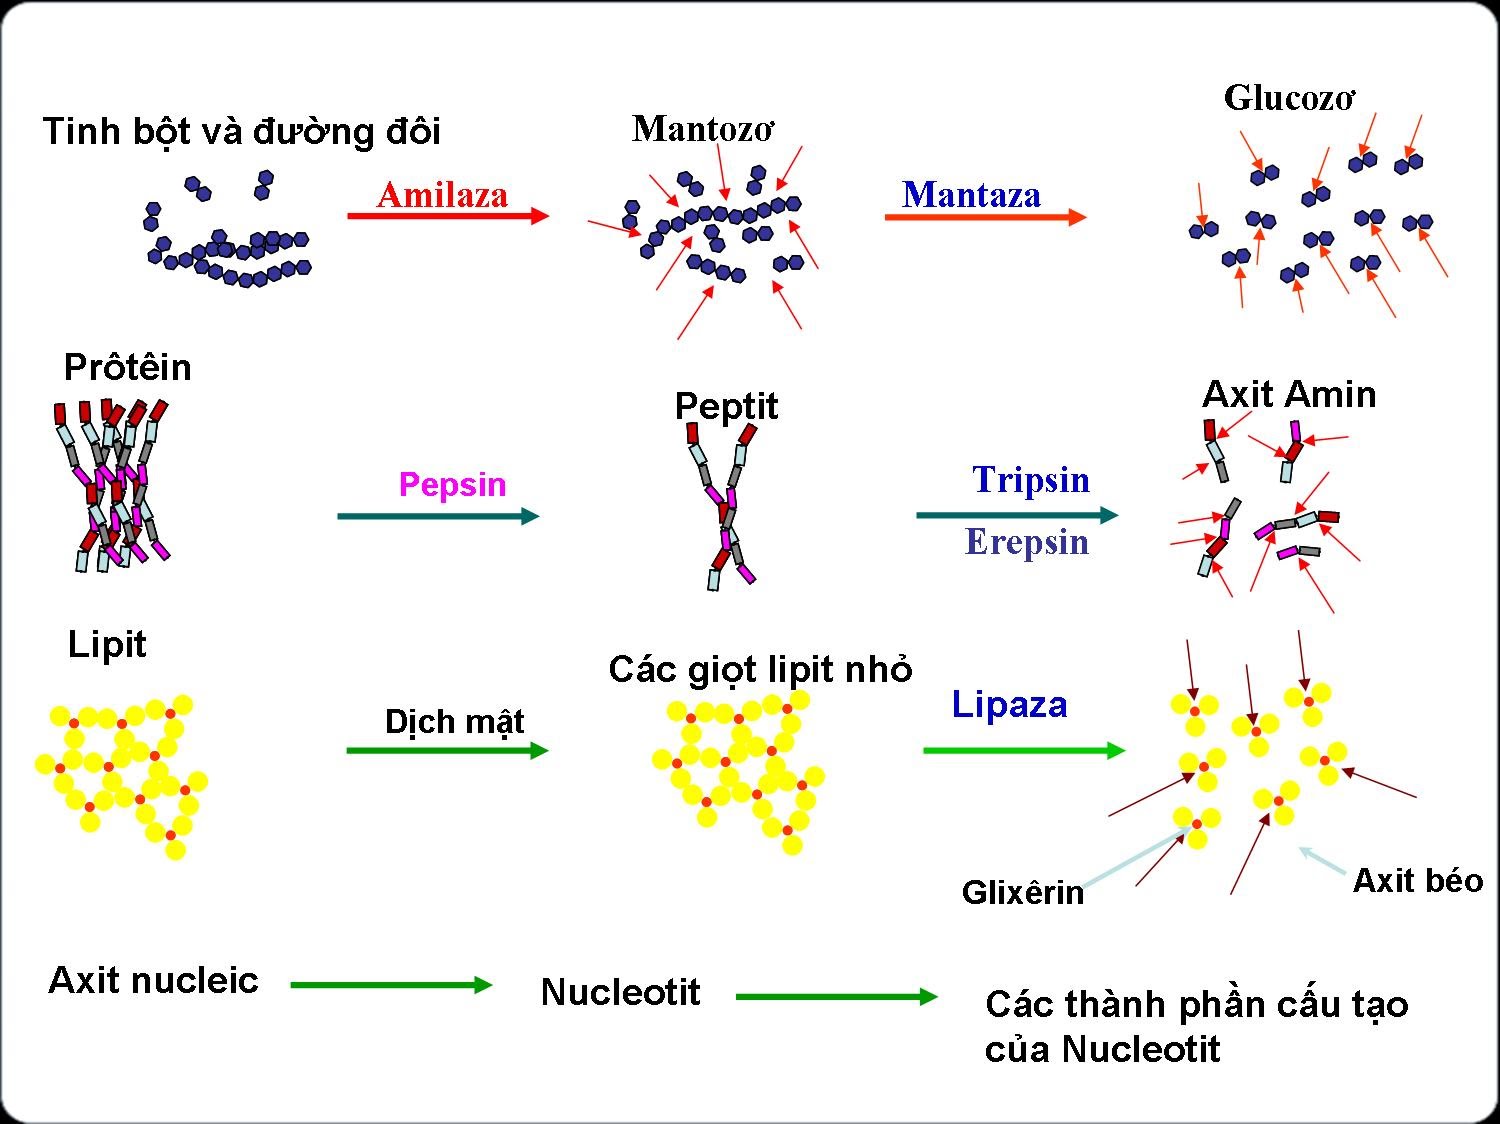 Tinh bột và đường đôi
Amilaza
Mantozơ
Mantaza
Glucozơ
Prôtêin
Pepsin
Peptit
Tripsin
Erepsin
Axit Amin
Lipit
Dịch mật
Các giọt lipit nhỏ
Lipaza
Glixêrin
Axit béo
Axit nucleic
Nucleotit
Các thành phần cấu tạo
của Nucleotit